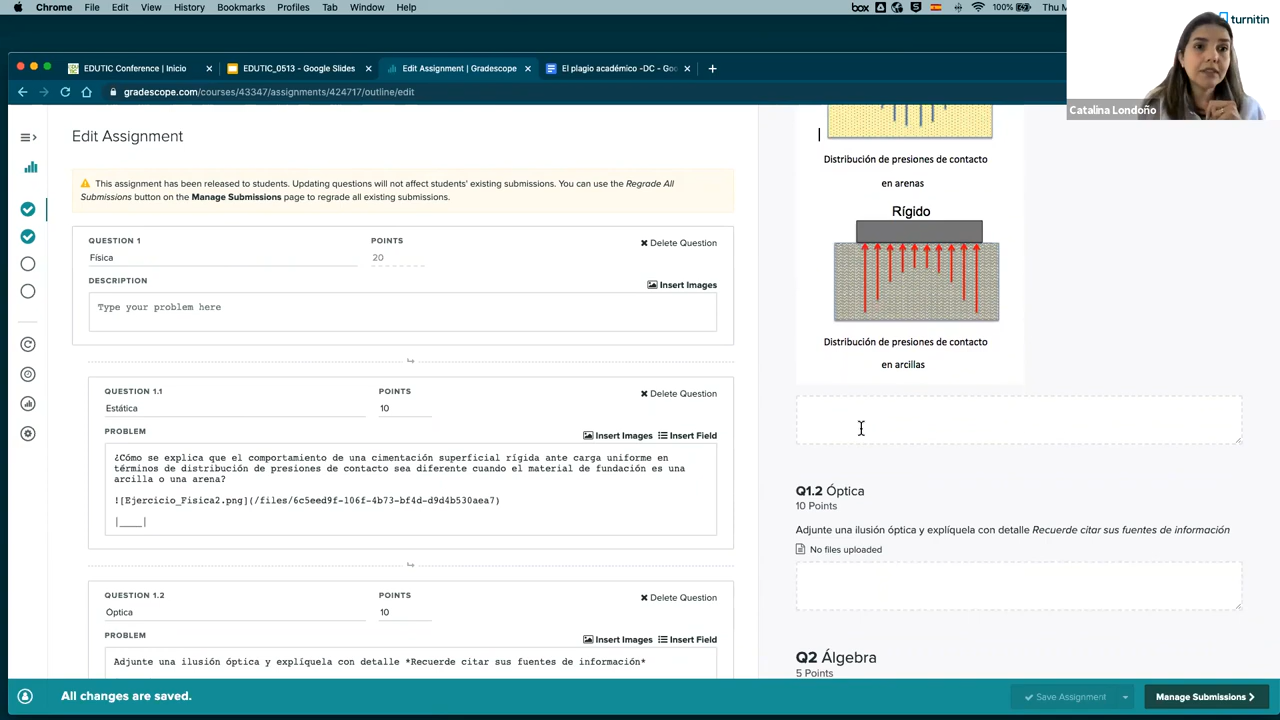 Chrome File Edit View History Bookmarks Profiles Tab Window Help
box 100% Thu M
turnitin
Catalina Londoño
EDUTIC Conference | Inicio
EDUTIC_0513 - Google Slides
Edit Assignment | Gradescope
El plagio académico -DC - Goog
gradescope.com/courses/43347/assignments/424717/outline/edit
Edit Assignment
This assignment has been released to students. Updating questions will not affect students' existing submissions. You can use the Regrade All
Submissions button on the Manage Submissions page to regrade all existing submissions.
QUESTION 1 POINTS
Delete Question
Física 20
DESCRIPTION
Insert Images
Type your problem here
QUESTION 1.1 POINTS
Delete Question
Estática 10
PROBLEM
Insert Images Insert Field
¿Cómo se explica que el comportamiento de una cimentación superficial rígida ante carga uniforme en
términos de distribución de presiones de contacto sea diferente cuando el material de fundación es una
arcilla o una arena?
![Ejercicio_Fisica2.png](/files/6c5eed9f-106f-4b73-bf4d-d9d4b530aea7)
|____|
QUESTION 1.2 POINTS
Delete Question
Óptica 10
PROBLEM
Insert Images Insert Field
Adjunte una ilusión óptica y explíquela con detalle *Recuerde citar sus fuentes de información*
Distribución de presiones de contacto
en arenas
Rígido
Distribución de presiones de contacto
en arcillas
Q1.2 Óptica
10 Points
Adjunte una ilusión óptica y explíquela con detalle Recuerde citar sus fuentes de información
No files uploaded
Q2 Álgebra
5 Points
All changes are saved.
Save Assignment
Manage Submissions